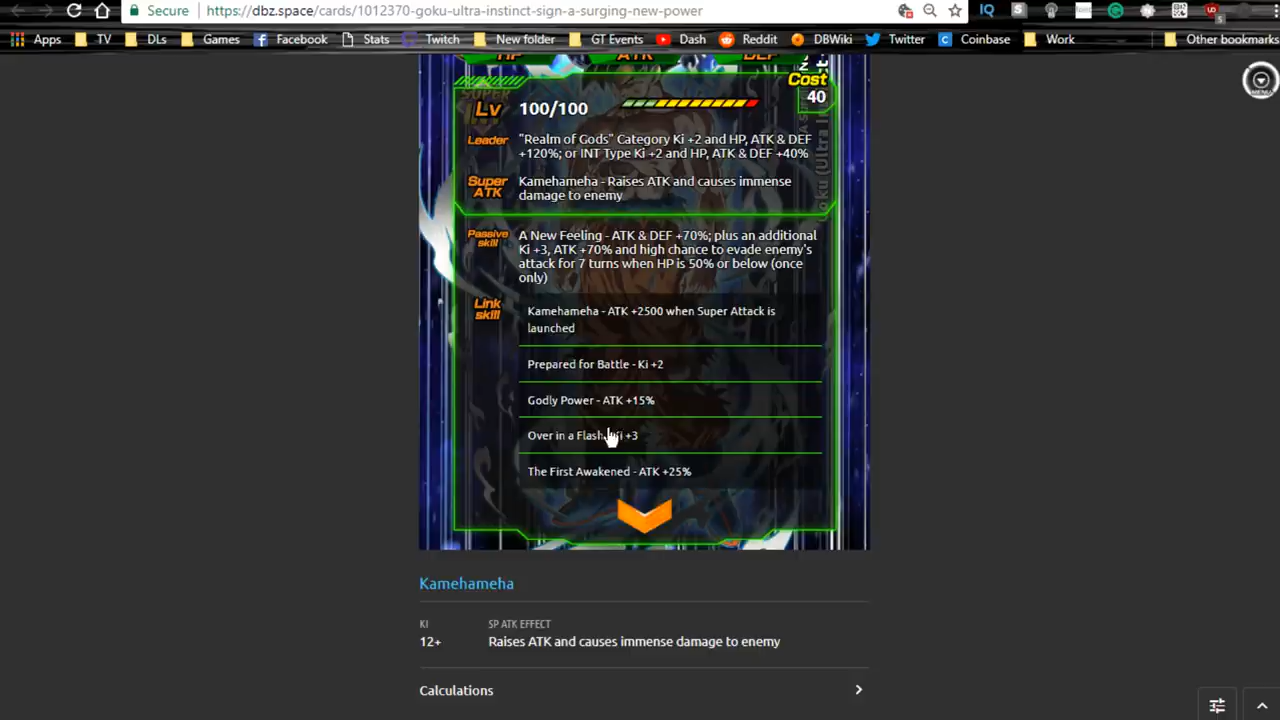 Secure https://dbz.space/cards/1012370-goku-ultra-instinct-sign-a-surging-new-power
Apps TV DLs Games Facebook Stats Twitch New folder GT Events Dash Reddit DBWiki Twitter Coinbase Work Other bookmarks
HP ATK DEF
Cost
40
Lv 100/100
Leader "Realm of Gods" Category Ki +2 and HP, ATK & DEF
+120%; or INT Type Ki +2 and HP, ATK & DEF +40%
Super ATK Kamehameha - Raises ATK and causes immense
damage to enemy
Passive skill A New Feeling - ATK & DEF +70%; plus an additional
Ki +3, ATK +70% and high chance to evade enemy's
attack for 7 turns when HP is 50% or below (once
only)
Link skill Kamehameha - ATK +2500 when Super Attack is
launched
Prepared for Battle - Ki +2
Godly Power - ATK +15%
Over in a Flash Ki +3
The First Awakened - ATK +25%
Kamehameha
KI SP ATK EFFECT
12+ Raises ATK and causes immense damage to enemy
Calculations